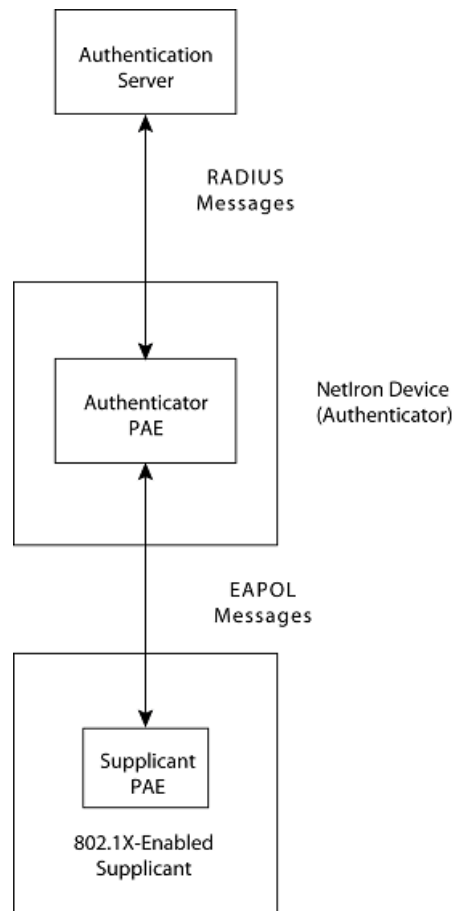 Authentication
Server
RADIUS
Messages
Authenticator
PAE
NetIron Device
(Authenticator)
EAPOL
Messages
Supplicant
PAE
802.1X-Enabled
Supplicant